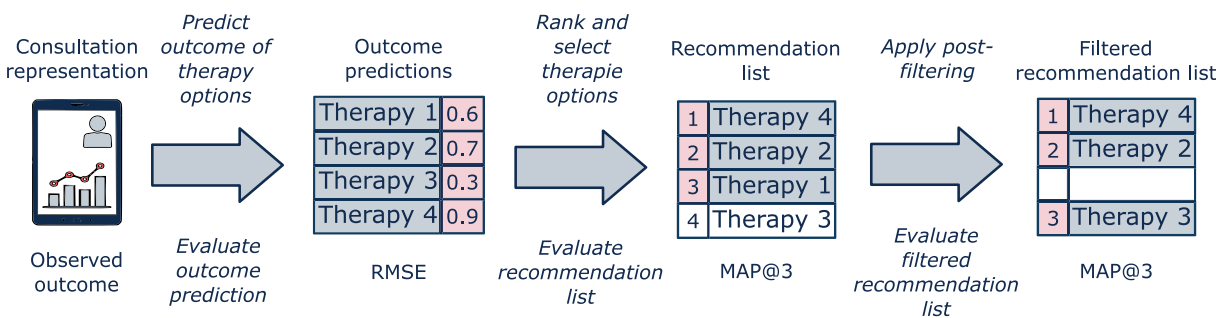 Consultation
representation
Observed
outcome
Predict
outcome of
therapy
options
Evaluate
outcome
prediction
Outcome
predictions
Therapy 1 0.6
Therapy 2 0.7
Therapy 3 0.3
Therapy 4 0.9
RMSE
Rank and
select
therapie
options
Evaluate
recommendation
list
Recommendation
list
1 Therapy 4
2 Therapy 2
3 Therapy 1
4 Therapy 3
MAP@3
Apply post-
filtering
Evaluate
filtered
recommendation
list
Filtered
recommendation list
1 Therapy 4
2 Therapy 2
3 Therapy 3
MAP@3